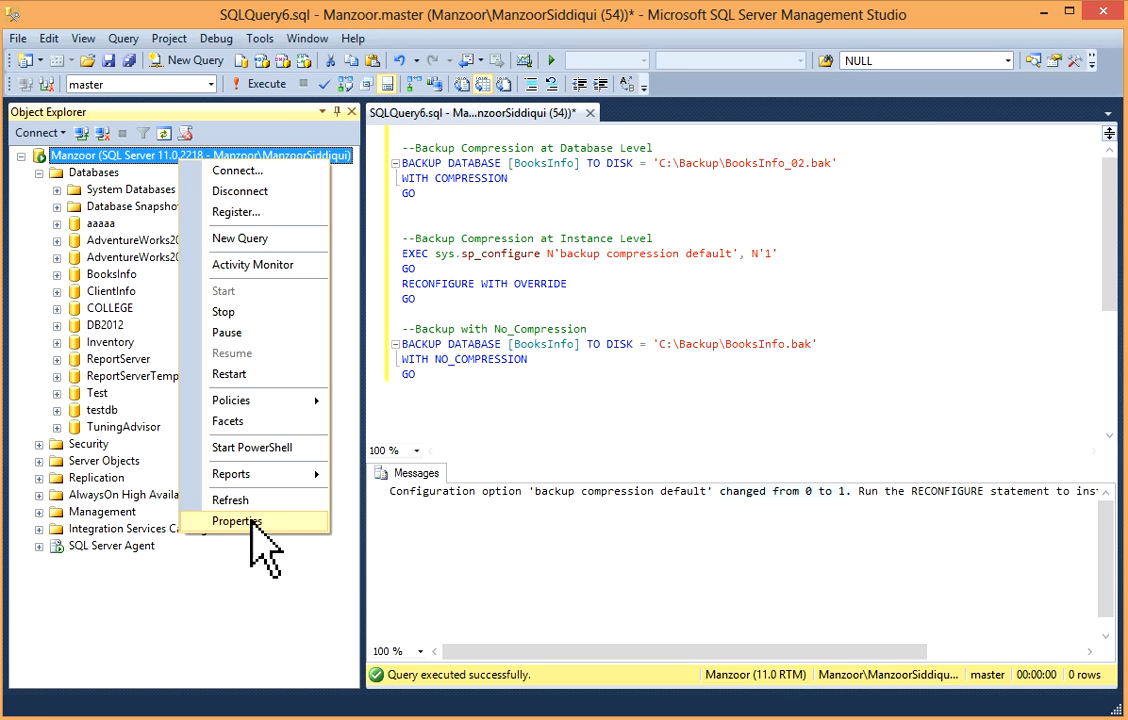 SQLQuery6.sql - Manzoor.master (Manzoor\ManzoorSiddiqui (54))* - Microsoft SQL Server Management Studio
File Edit View Query Project Debug Tools Window Help
New Query NULL
master Execute
Object Explorer
Connect
Manzoor (SQL Server 11.0.2218 - Manzoor\ManzoorSiddiqui)
Databases
System Databases
Database Snapsho
aaaaa
AdventureWorks20
AdventureWorks20
BooksInfo
ClientInfo
COLLEGE
DB2012
Inventory
ReportServer
ReportServerTemp
Test
testdb
TuningAdvisor
Security
Server Objects
Replication
AlwaysOn High Availa
Management
Integration Services Ca
SQL Server Agent
Connect...
Disconnect
Register...
New Query
Activity Monitor
Start
Stop
Pause
Resume
Restart
Policies
Facets
Start PowerShell
Reports
Refresh
Properties
SQLQuery6.sql - Ma...nzoorSiddiqui (54))*
--Backup Compression at Database Level
BACKUP DATABASE [BooksInfo] TO DISK = 'C:\Backup\BooksInfo_02.bak'
WITH COMPRESSION
GO
--Backup Compression at Instance Level
EXEC sys.sp_configure N'backup compression default', N'1'
GO
RECONFIGURE WITH OVERRIDE
GO
--Backup with No_Compression
BACKUP DATABASE [BooksInfo] TO DISK = 'C:\Backup\BooksInfo.bak'
WITH NO_COMPRESSION
GO
100 %
Messages
Configuration option 'backup compression default' changed from 0 to 1. Run the RECONFIGURE statement to ins
100 %
Query executed successfully. Manzoor (11.0 RTM) Manzoor\ManzoorSiddiqu... master 00:00:00 0 rows